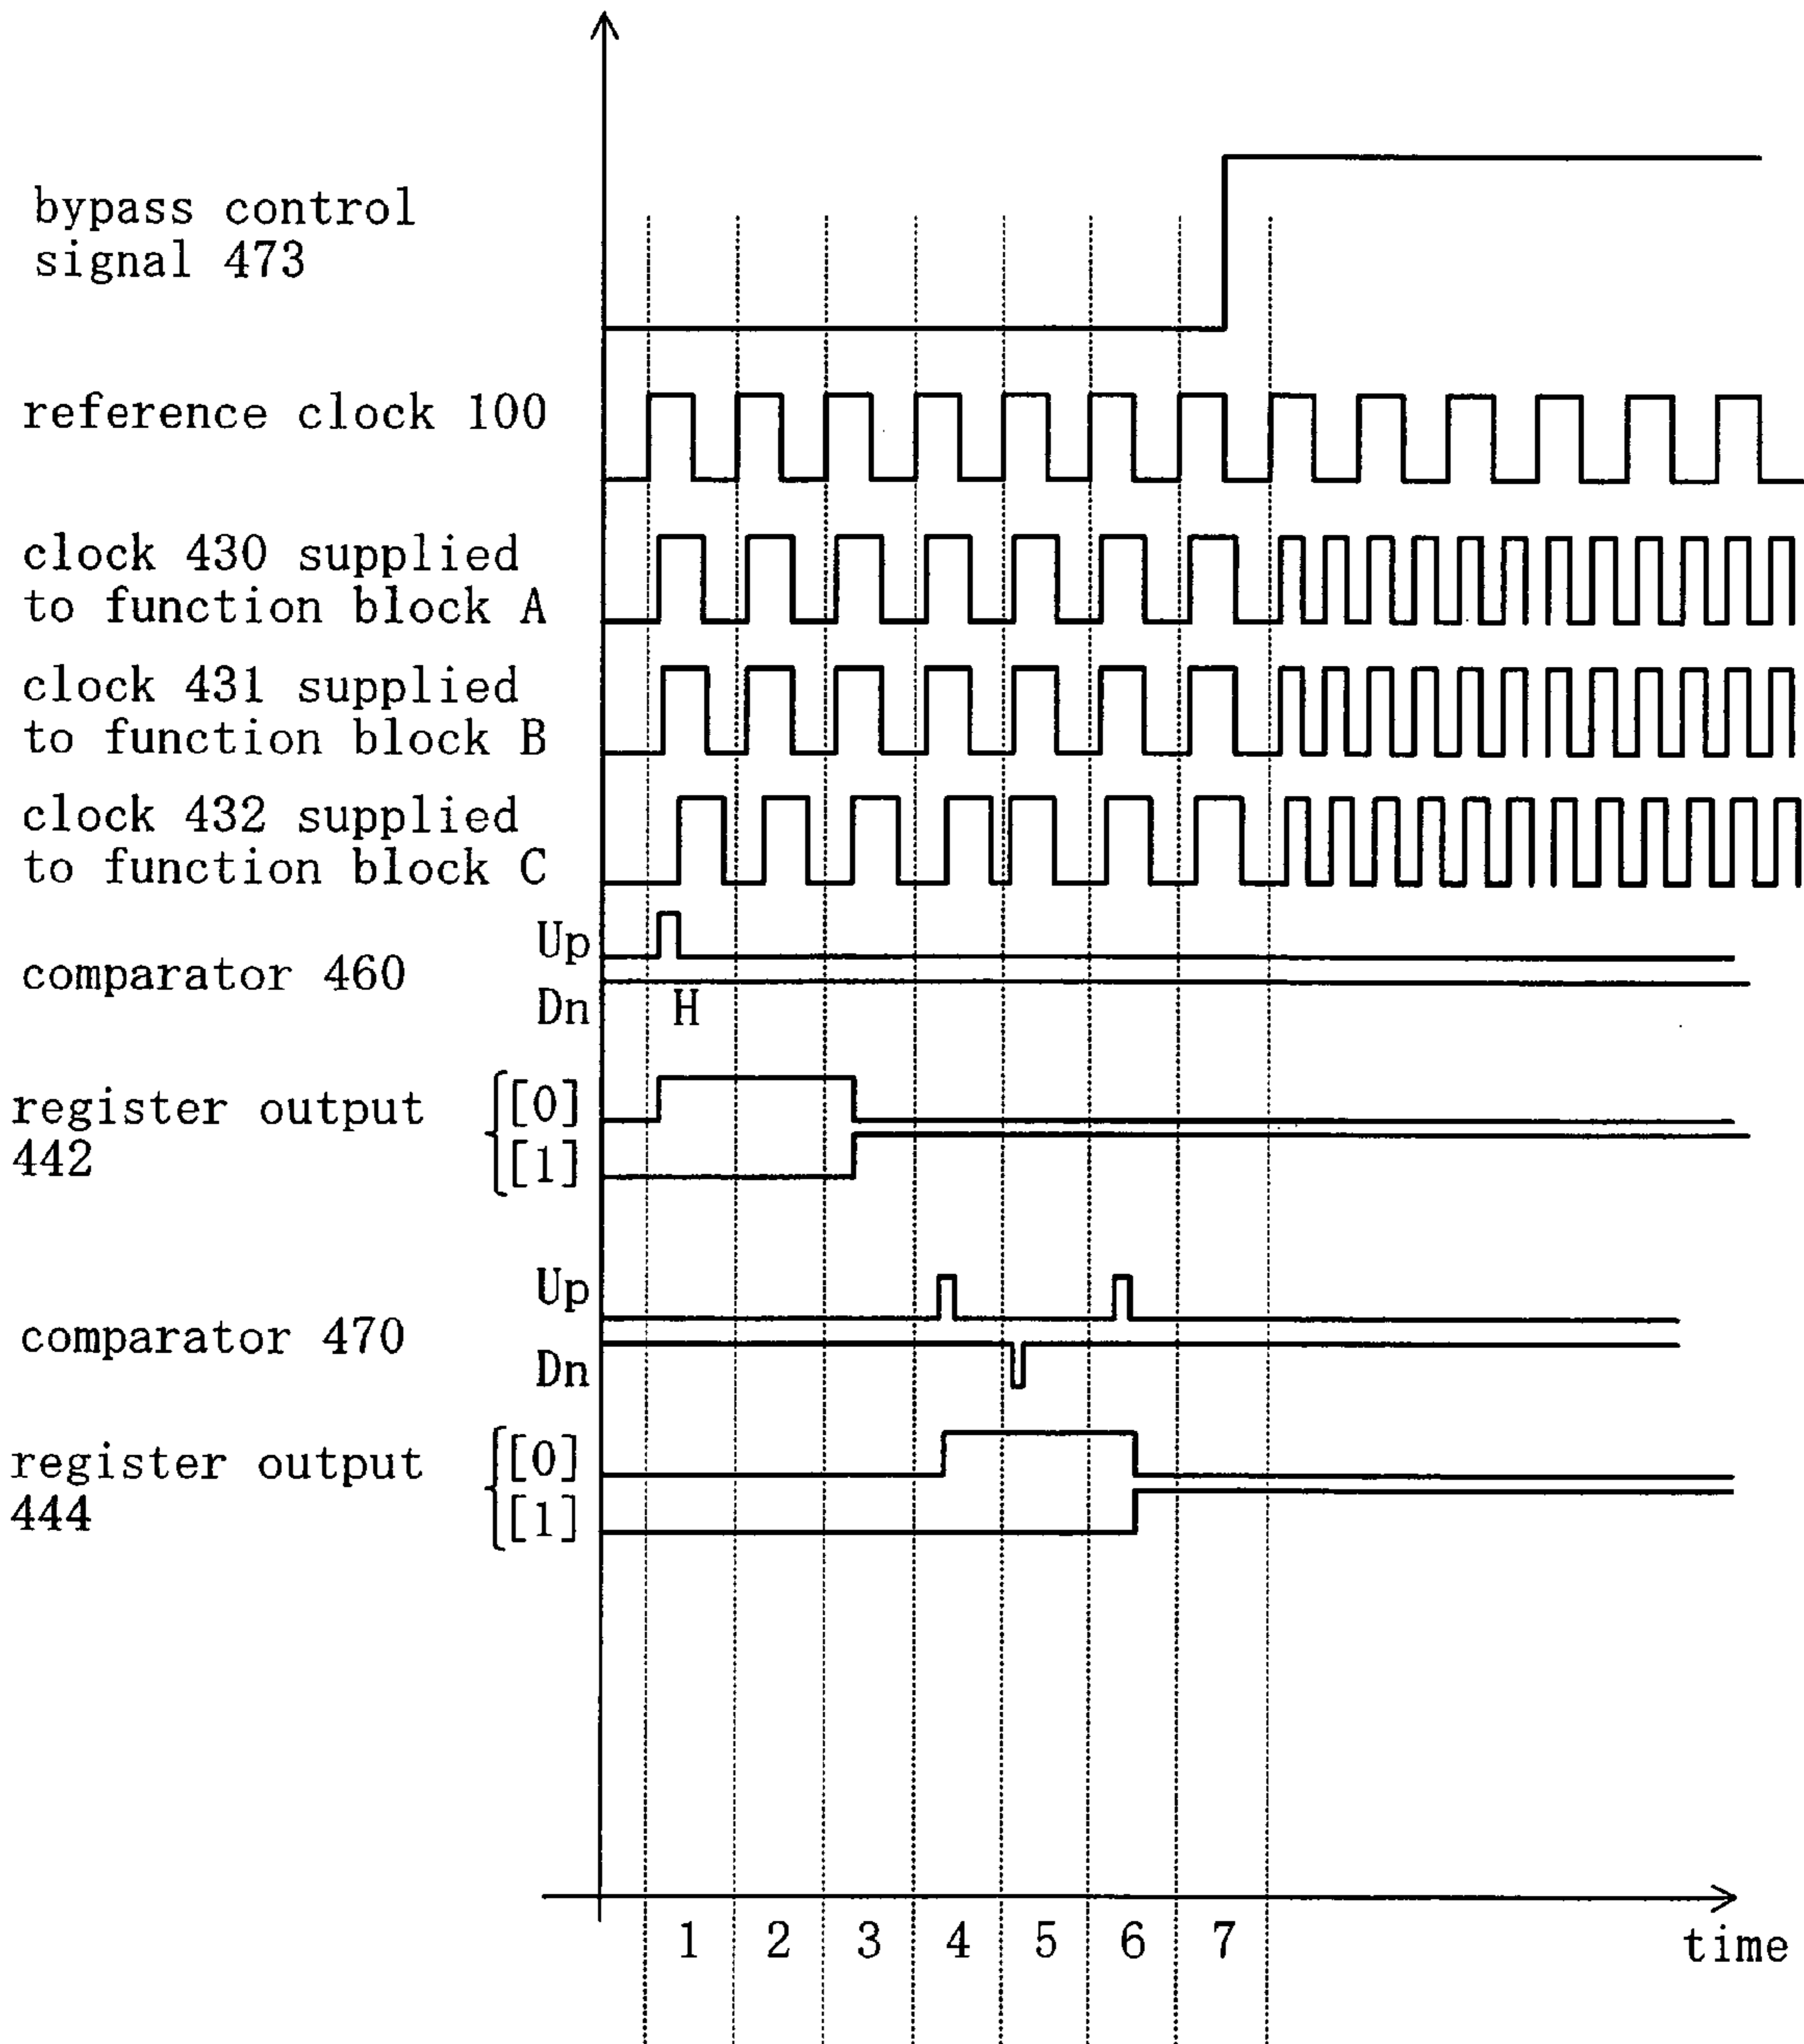 bypass control
signal 473
reference clock 100
clock 430 supplied
to function block A
clock 431 supplied
to function block B
clock 432 supplied
to function block C
Up
comparator 460
Dn
H
register output
442
[0]
[1]
Up
comparator 470
Dn
register output
444
[0]
[1]
1 2 3 4 5 6 7
time